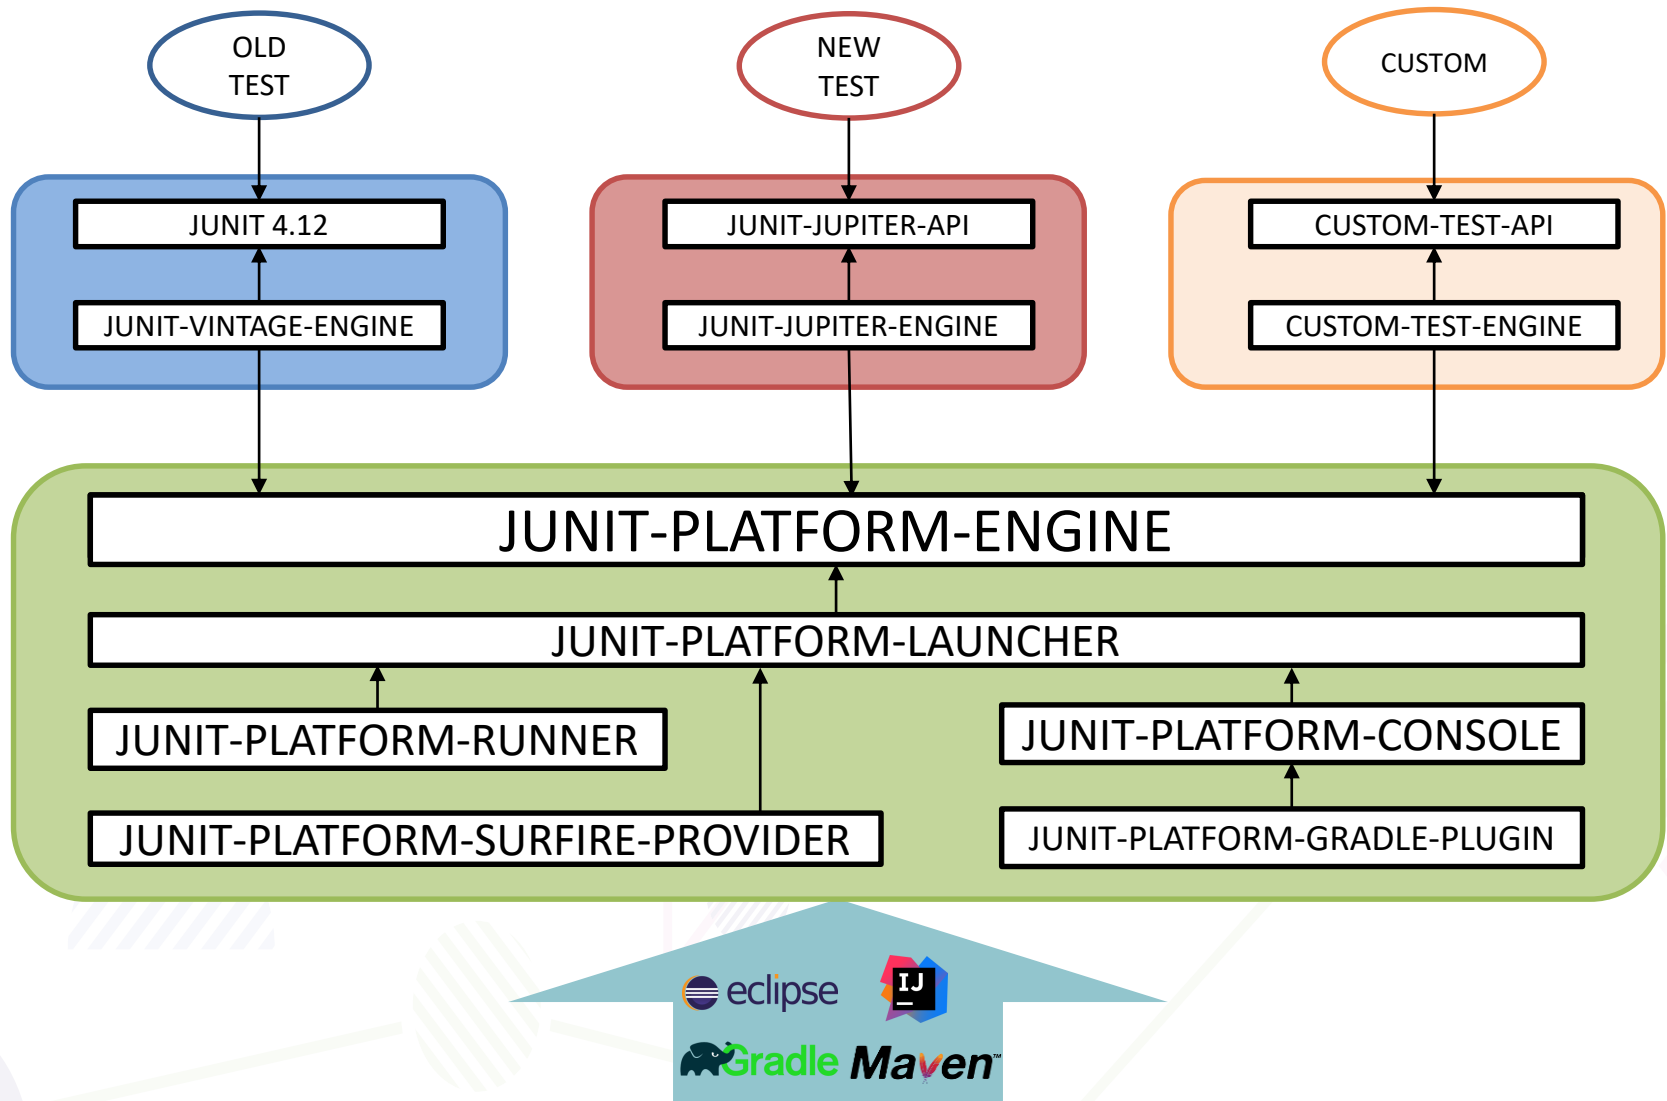 OLD
TEST
NEW
TEST
CUSTOM
JUNIT 4.12
JUNIT-JUPITER-API
CUSTOM-TEST-API
JUNIT-VINTAGE-ENGINE
JUNIT-JUPITER-ENGINE
CUSTOM-TEST-ENGINE
JUNIT-PLATFORM-ENGINE
JUNIT-PLATFORM-LAUNCHER
JUNIT-PLATFORM-RUNNER
JUNIT-PLATFORM-CONSOLE
JUNIT-PLATFORM-SURFIRE-PROVIDER
JUNIT-PLATFORM-GRADLE-PLUGIN
eclipse
IJ
Gradle
Maven™